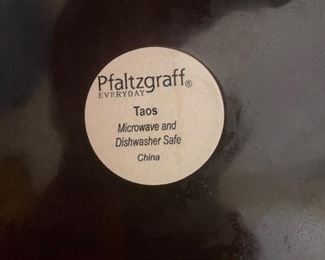 Pfaltzgraff®
EVERYDAY
Taos
Microwave and
Dishwasher Safe
China